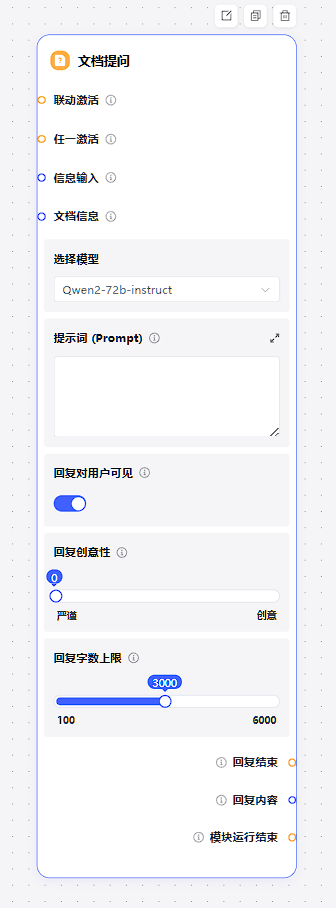 文档提问
联动激活
任一激活
信息输入
文档信息
选择模型
Qwen2-72b-instruct
提示词 (Prompt)
回复对用户可见
回复创意性
0
严谨 创意
回复字数上限
3000
100 6000
回复结束
回复内容
模块运行结束